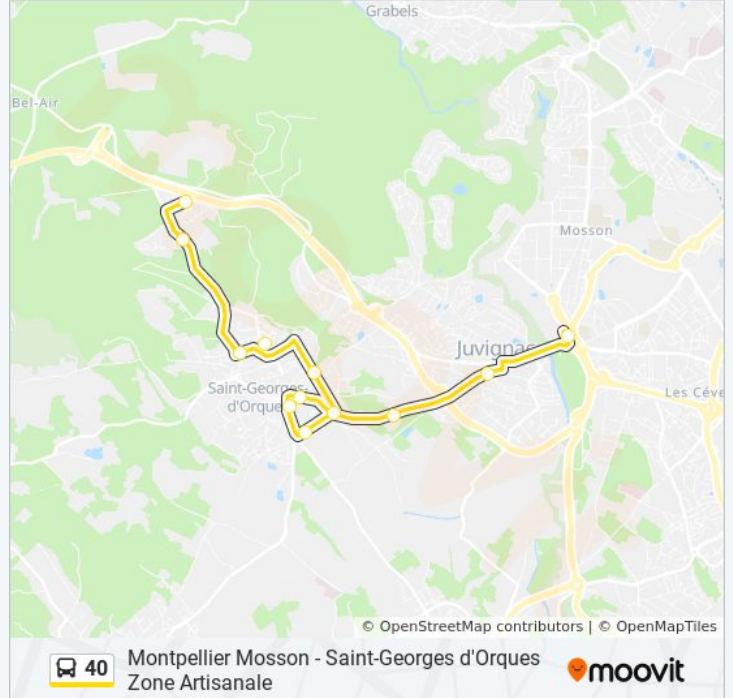 Grabels
Bel-Air
Mosson
Juvignac
Saint-Georges-
d'Orques
Les Céve
© OpenStreetMap contributors | © OpenMapTiles
40
Montpellier Mosson - Saint-Georges d'Orques
Zone Artisanale
moovit